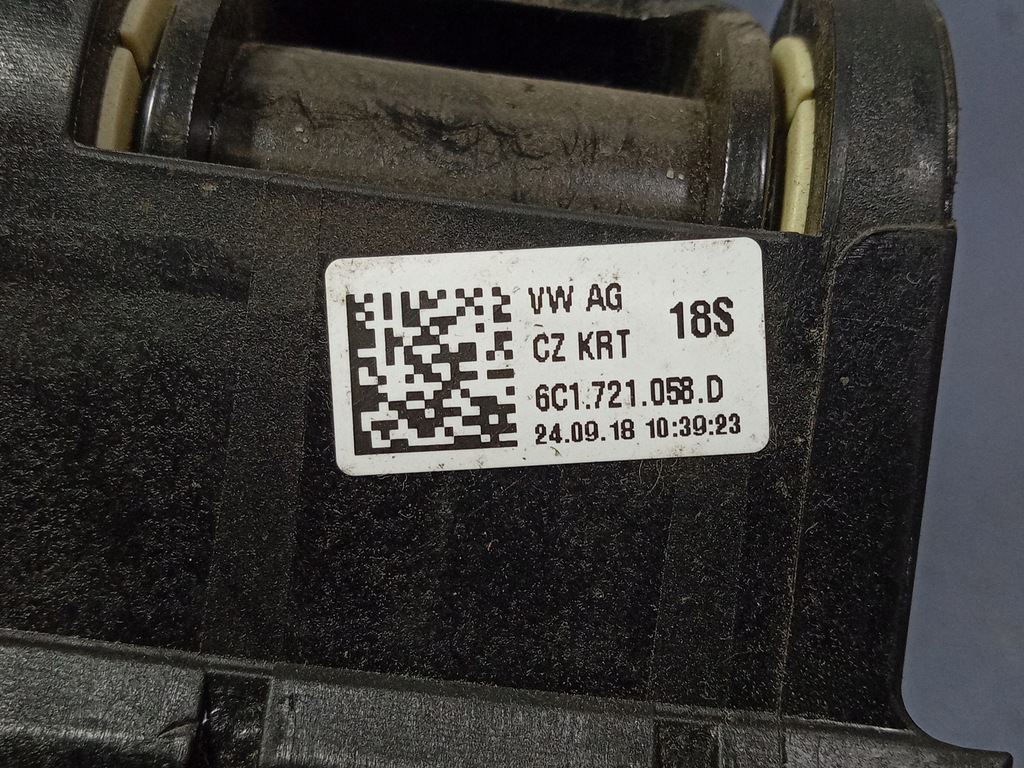 VW AG
18S
CZ KRT
6C1.721.058.D
24.09.18 10:39:23